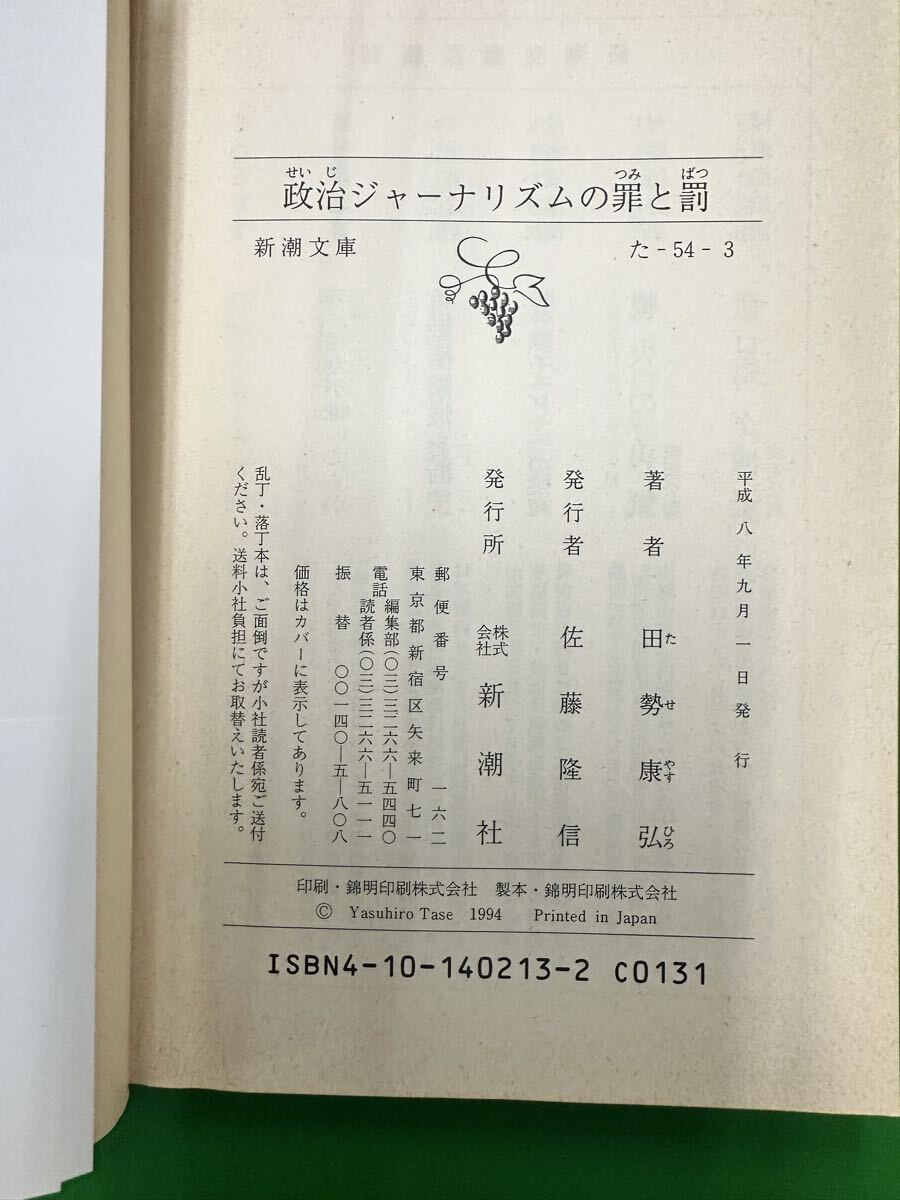 せいじ つみ ばつ
政治ジャーナリズムの罪と罰
新潮文庫 た-54-3
平成八年九月一日発行
著者 田勢康弘
たせやすひろ
発行者 佐藤隆信
発行所 株式会社 新潮社
郵便番号 一六二
東京都新宿区矢来町七一
電話 編集部(〇三)三二六六―五四四〇
読者係(〇三)三二六六―五一一一
振替 〇〇一四〇―五―八〇八
価格はカバーに表示してあります。
乱丁・落丁本は、ご面倒ですが小社読者係宛ご送付
ください。送料小社負担にてお取替えいたします。
印刷・錦明印刷株式会社 製本・錦明印刷株式会社
© Yasuhiro Tase 1994 Printed in Japan
ISBN4-10-140213-2 C0131